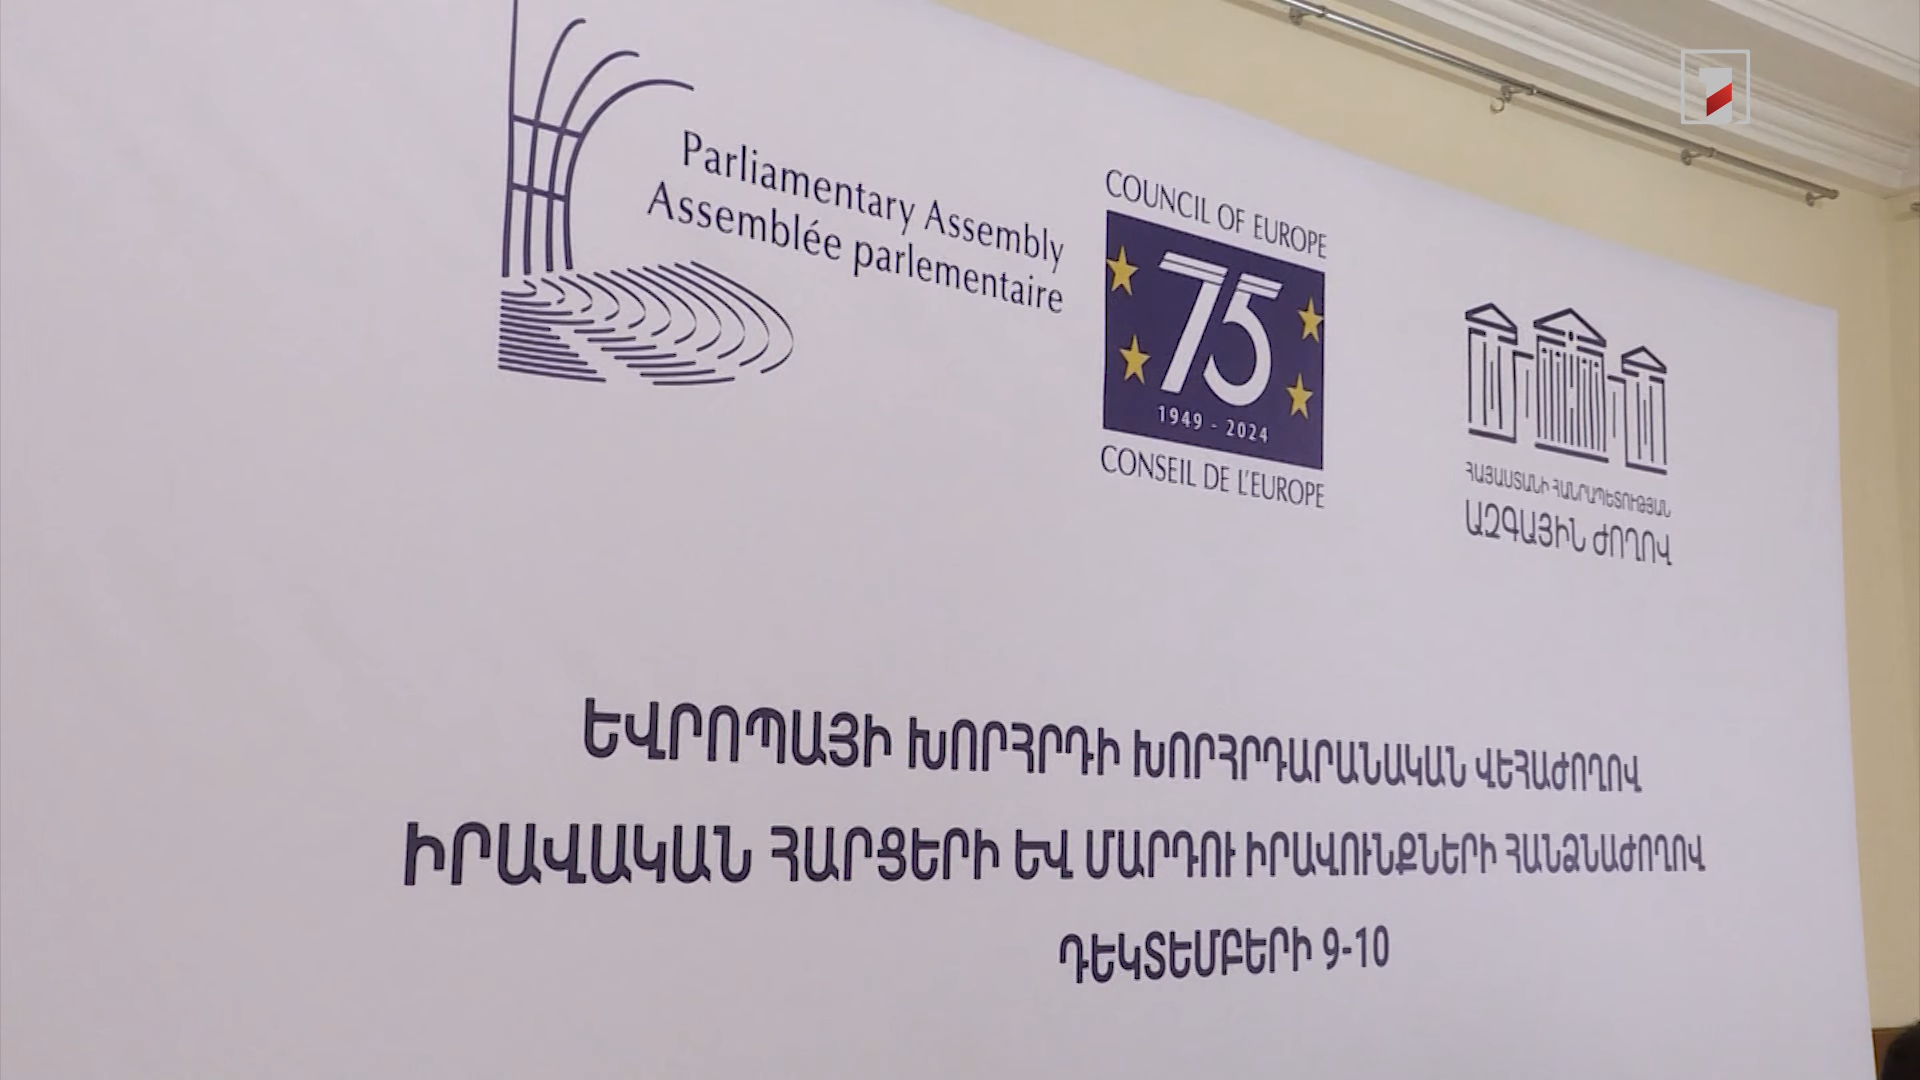 Parliamentary Assembly
Assemblée parlementaire
COUNCIL OF EUROPE
75
1949 - 2024
CONSEIL DE L'EUROPE
ՀԱՅԱՍՏԱՆԻ ՀԱՆՐԱՊԵՏՈՒԹՅԱՆ
ԱԶԳԱՅԻՆ ԺՈՂՈՎ
ԵՎՐՈՊԱՅԻ ԽՈՐՀՐԴԻ ԽՈՐՀՐԴԱՐԱՆԱԿԱՆ ՎԵՀԱԺՈՂՈՎ
ԻՐԱՎԱԿԱՆ ՀԱՐՑԵՐԻ ԵՎ ՄԱՐԴՈՒ ԻՐԱՎՈՒՆՔՆԵՐԻ ՀԱՆՁՆԱԺՈՂՈՎ
ԴԵԿՏԵՄԲԵՐԻ 9-10